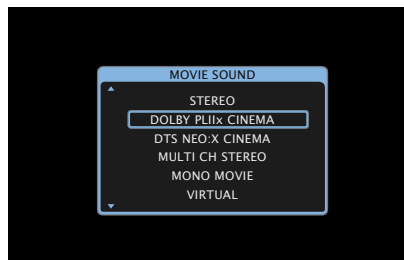 MOVIE SOUND
STEREO
DOLBY PLIIx CINEMA
DTS NEO:X CINEMA
MULTI CH STEREO
MONO MOVIE
VIRTUAL